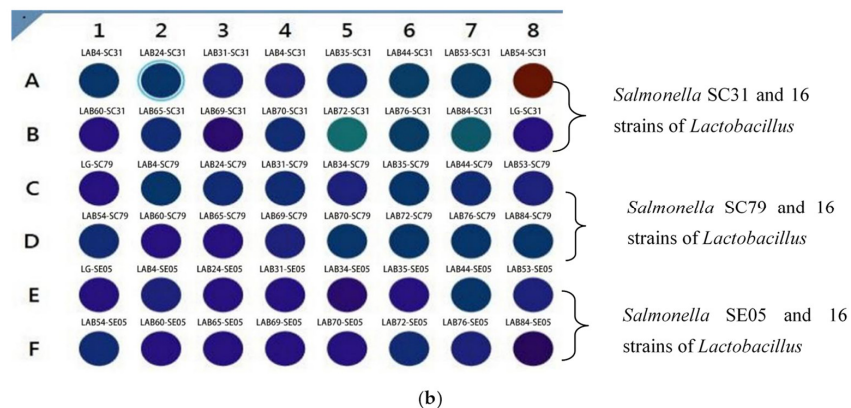 1 2 3 4 5 6 7 8
LAB4-SC31 LAB24-SC31 LAB31-SC31 LAB4-SC31 LAB35-SC31 LAB44-SC31 LAB53-SC31 LAB54-SC31
A
LAB60-SC31 LAB65-SC31 LAB69-SC31 LAB70-SC31 LAB72-SC31 LAB76-SC31 LAB84-SC31 LG-SC31
B
LG-SC79 LAB4-SC79 LAB24-SC79 LAB31-SC79 LAB34-SC79 LAB35-SC79 LAB44-SC79 LAB53-SC79
C
LAB54-SC79 LAB60-SC79 LAB65-SC79 LAB69-SC79 LAB70-SC79 LAB72-SC79 LAB76-SC79 LAB84-SC79
D
LG-SE05 LAB4-SE05 LAB24-SE05 LAB31-SE05 LAB34-SE05 LAB35-SE05 LAB44-SE05 LAB53-SE05
E
LAB54-SE05 LAB60-SE05 LAB65-SE05 LAB69-SE05 LAB70-SE05 LAB72-SE05 LAB76-SE05 LAB84-SE05
F
Salmonella SC31 and 16
strains of Lactobacillus
Salmonella SC79 and 16
strains of Lactobacillus
Salmonella SE05 and 16
strains of Lactobacillus
(b)